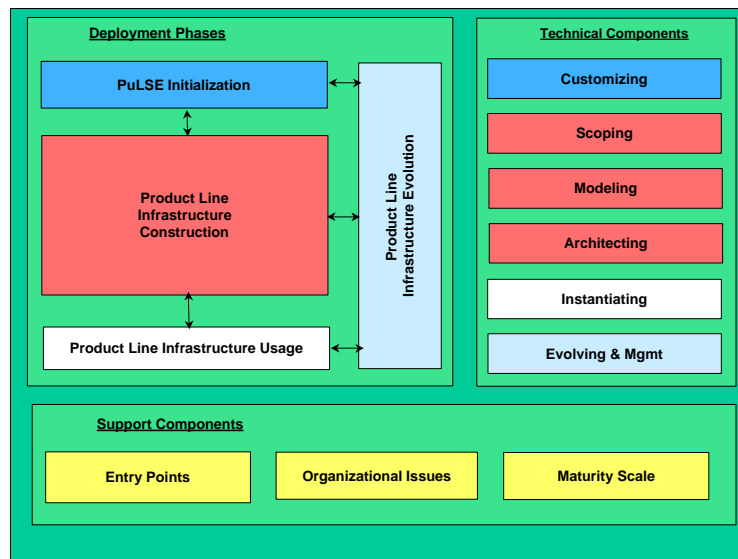 Deployment Phases
PuLSE Initialization
Product Line
Infrastructure
Construction
Product Line Infrastructure Usage
Product Line
Infrastructure Evolution
Technical Components
Customizing
Scoping
Modeling
Architecting
Instantiating
Evolving & Mgmt
Support Components
Entry Points
Organizational Issues
Maturity Scale